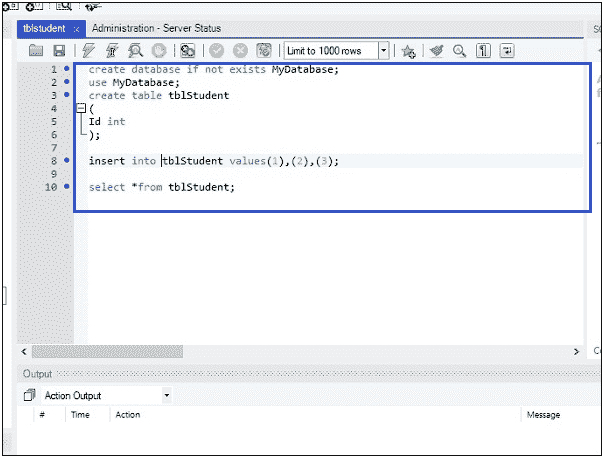 tblstudent × Administration - Server Status
Limit to 1000 rows
1 create database if not exists MyDatabase;
2 use MyDatabase;
3 create table tblStudent
4 (
5 Id int
6 );
7
8 insert into tblStudent values(1),(2),(3);
9
10 select *from tblStudent;
Output
Action Output
# Time Action Message